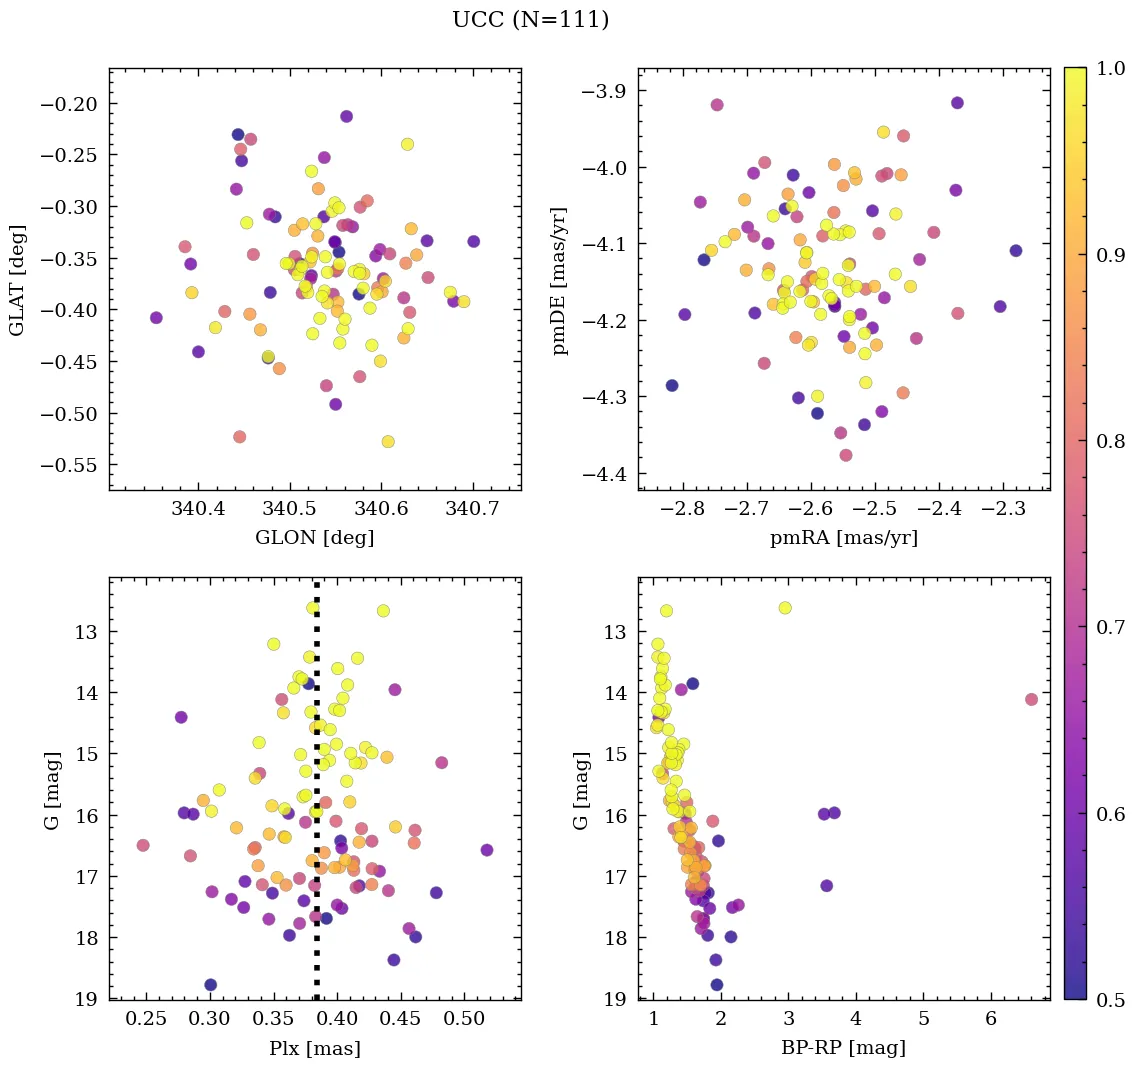 UCC (N=111)
−0.20
−0.25
−0.30
−0.35
−0.40
−0.45
−0.50
−0.55
GLAT [deg]
340.4 340.5 340.6 340.7
GLON [deg]
−3.9
−4.0
−4.1
−4.2
−4.3
−4.4
pmDE [mas/yr]
−2.8 −2.7 −2.6 −2.5 −2.4 −2.3
pmRA [mas/yr]
13
14
15
16
17
18
19
G [mag]
0.25 0.30 0.35 0.40 0.45 0.50
Plx [mas]
13
14
15
16
17
18
19
G [mag]
1 2 3 4 5 6
BP-RP [mag]
1.0
0.9
0.8
0.7
0.6
0.5